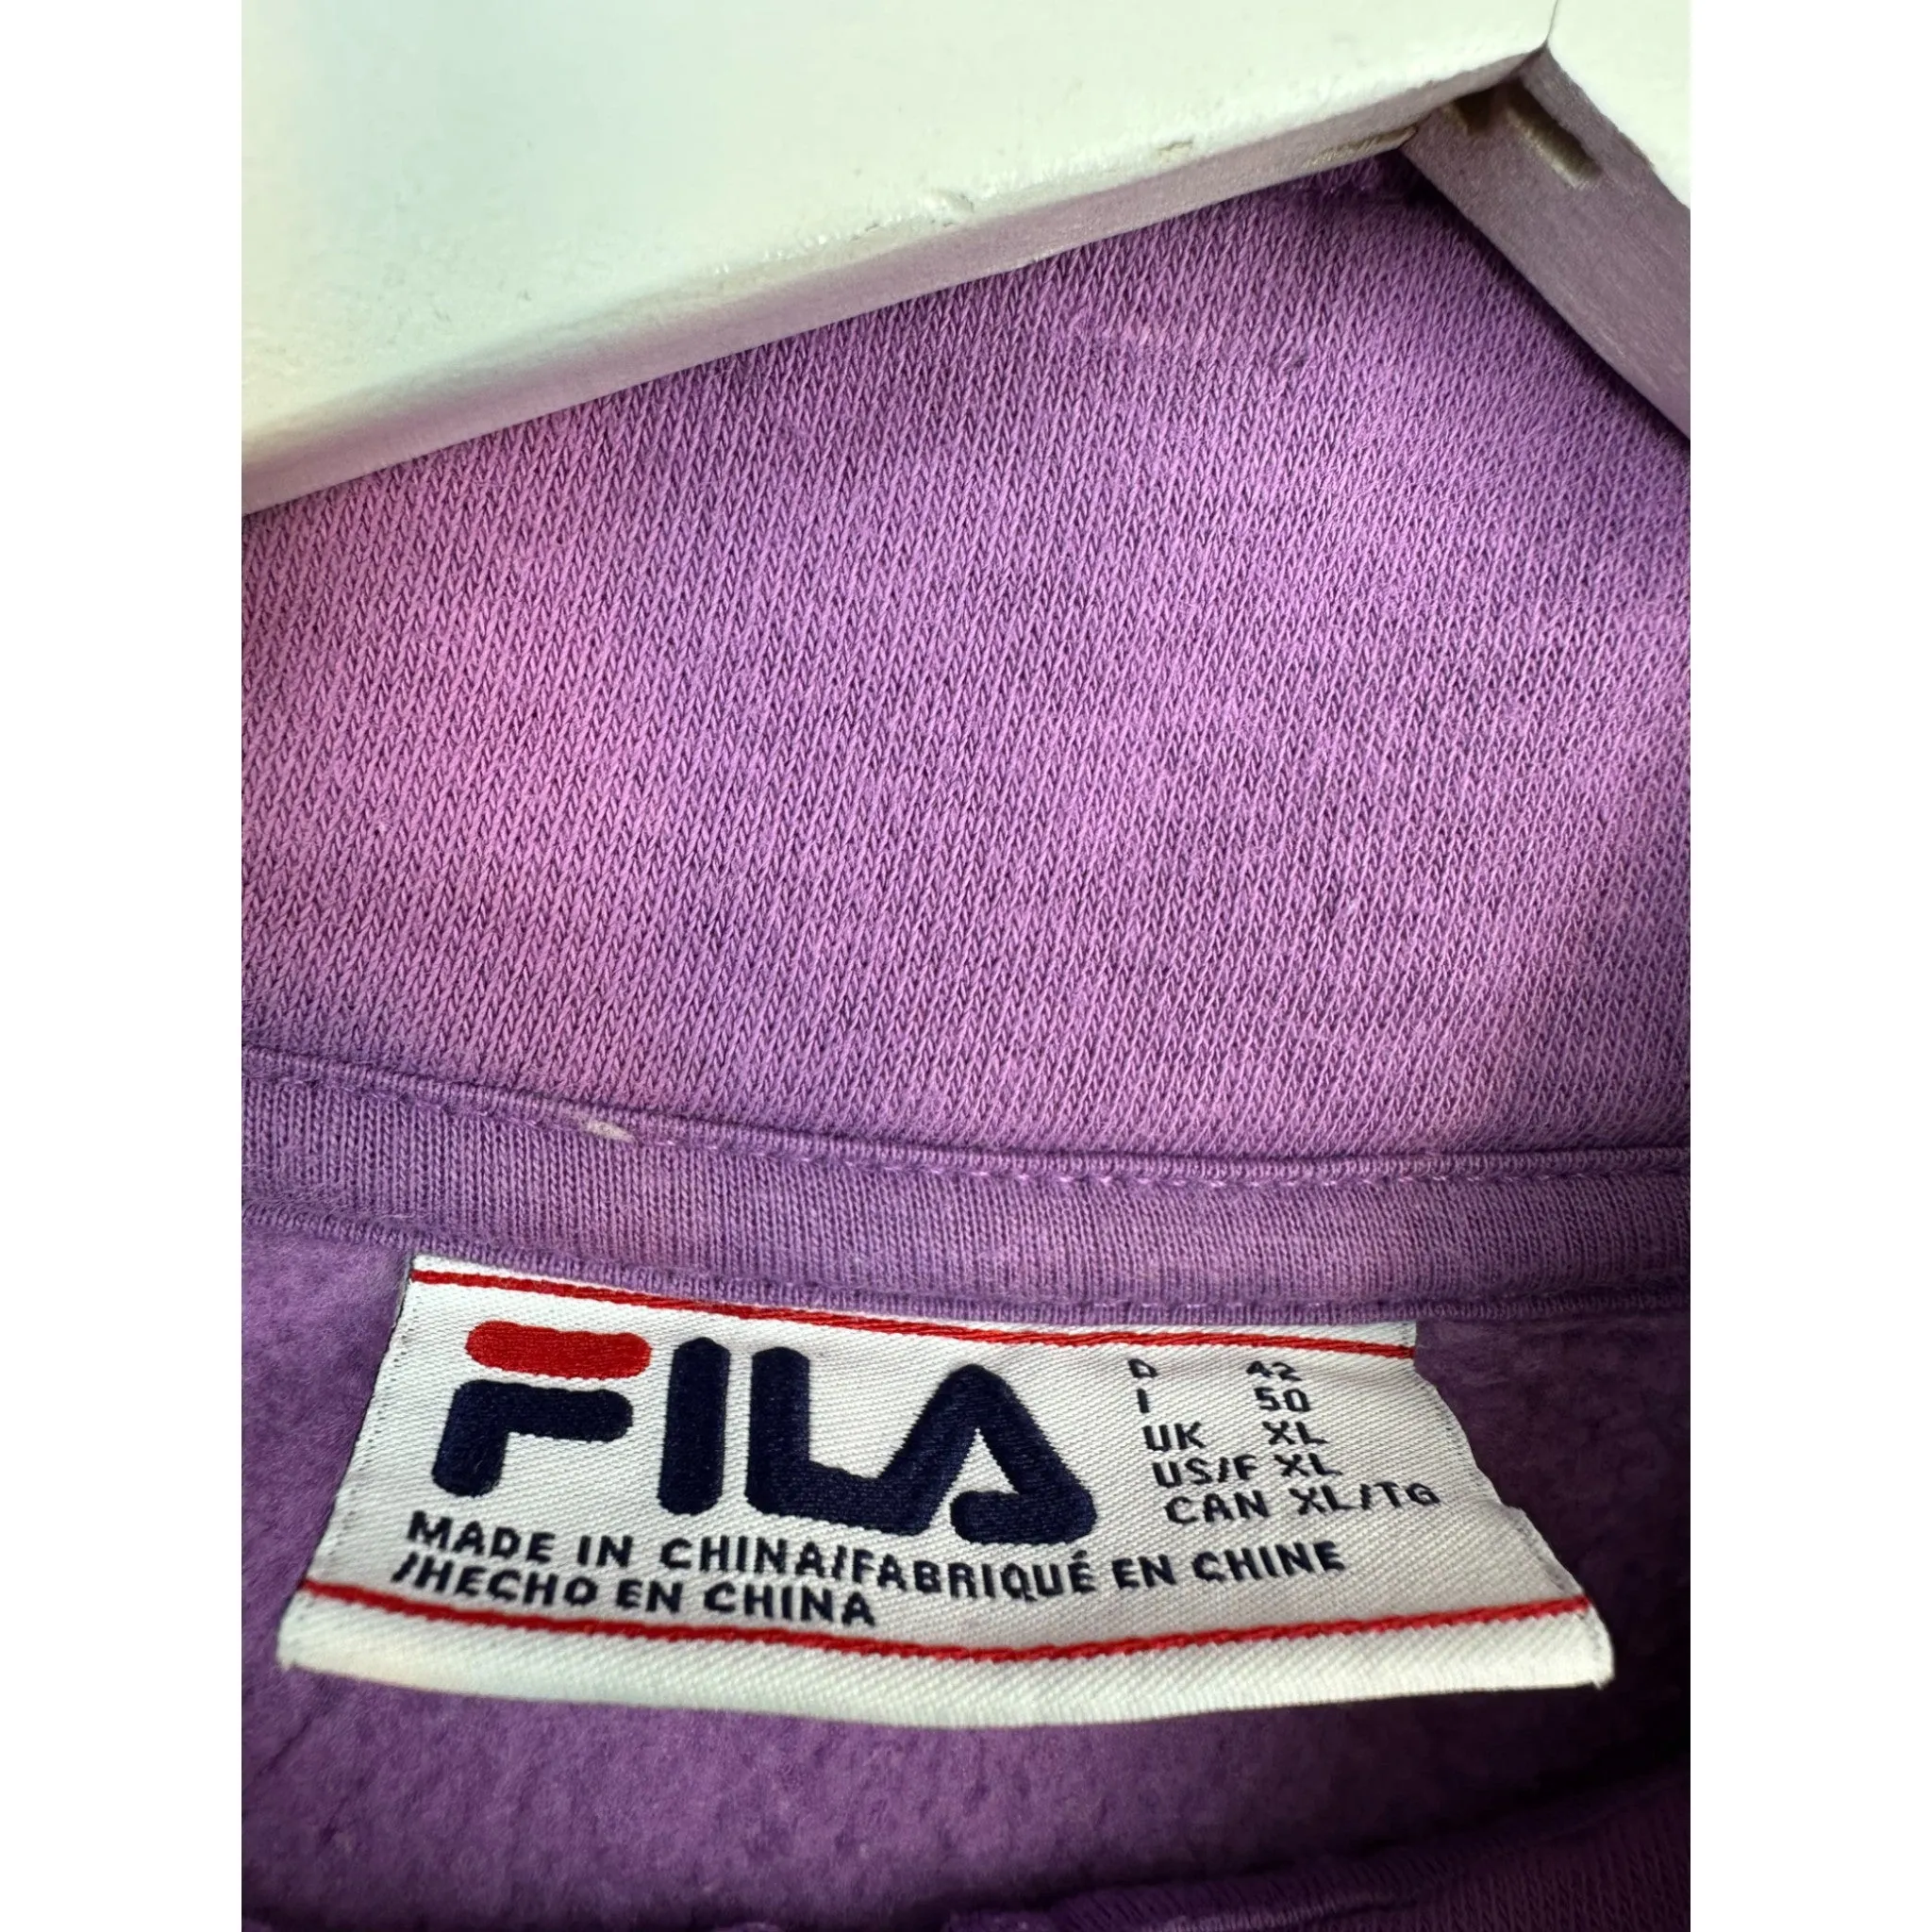 FILA
D 42
I 50
UK XL
US/F XL
CAN XL/TG
MADE IN CHINA/FABRIQUÉ EN CHINE
/HECHO EN CHINA